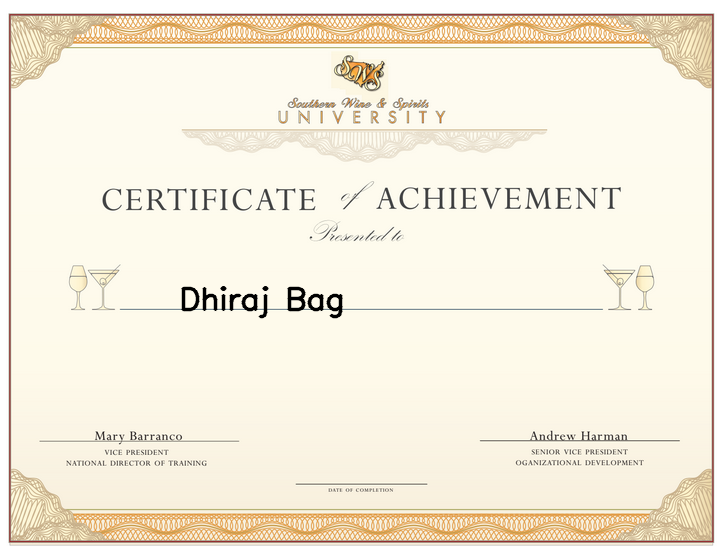 SWS
Southern Wine & Spirits
UNIVERSITY
CERTIFICATE of ACHIEVEMENT
Presented to
Dhiraj Bag
Mary Barranco
VICE PRESIDENT
NATIONAL DIRECTOR OF TRAINING
Andrew Harman
SENIOR VICE PRESIDENT
OGANIZATIONAL DEVELOPMENT
DATE OF COMPLETION